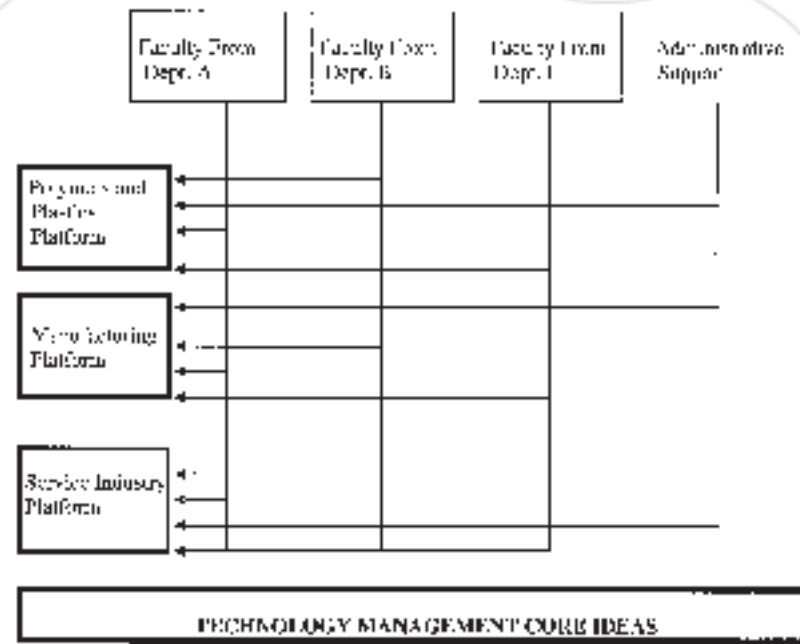 Faculty From
Dept. A
Faculty From
Dept. B
Faculty From
Dept.
Administrative
Support
Polymers and
Plastics
Platform
Manufactoring
Platform
Service Industry
Platform
TECHNOLOGY MANAGEMENT CORE IDEAS